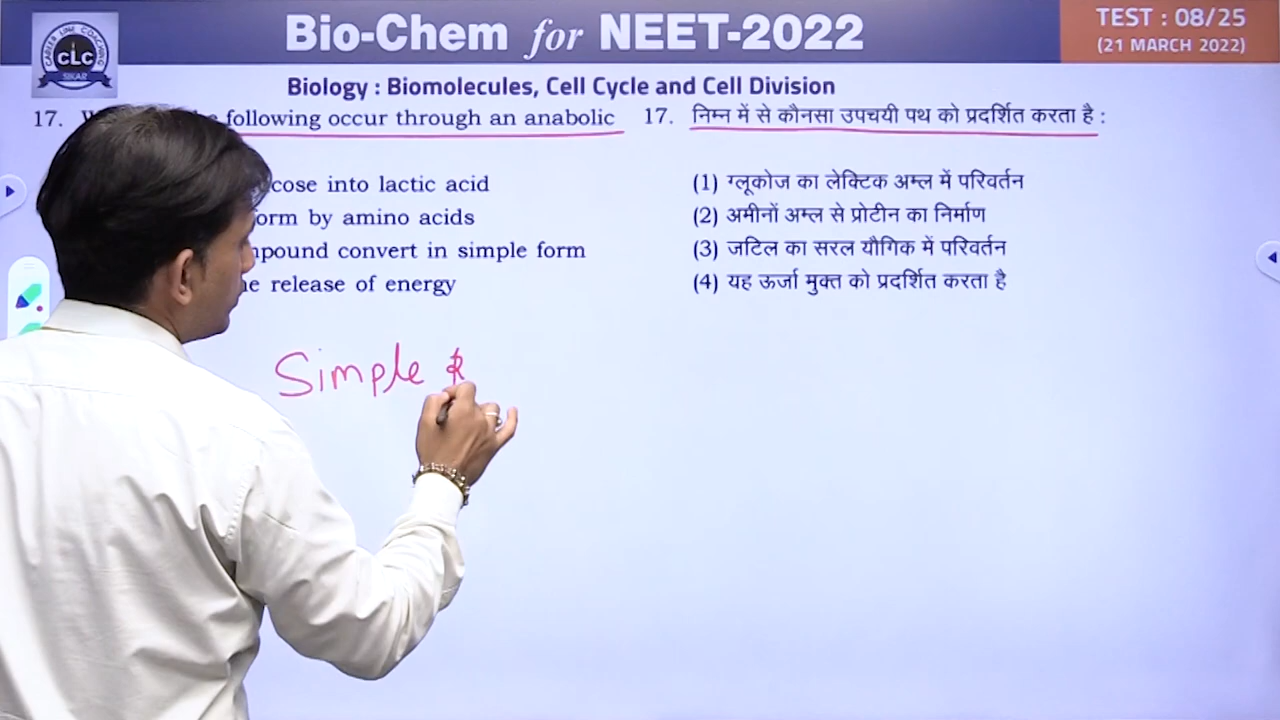 Bio-Chem for NEET-2022
TEST : 08/25
(21 MARCH 2022)
CAREER LINE COACHING
CLC
SIKAR
Biology : Biomolecules, Cell Cycle and Cell Division
17. following occur through an anabolic
into lactic acid
by amino acids
convert in simple form
release of energy
17. निम्न में से कौनसा उपचयी पथ को प्रदर्शित करता है :
(1) ग्लूकोज का लेक्टिक अम्ल में परिवर्तन
(2) अमीनों अम्ल से प्रोटीन का निर्माण
(3) जटिल का सरल यौगिक में परिवर्तन
(4) यह ऊर्जा मुक्त को प्रदर्शित करता है
Simple